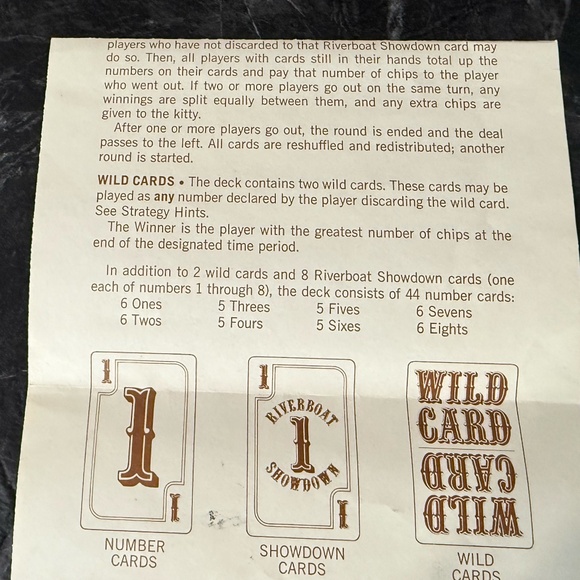 players who have not discarded to that Riverboat Showdown card may
do so. Then, all players with cards still in their hands total up the
numbers on their cards and pay that number of chips to the player
who went out. If two or more players go out on the same turn, any
winnings are split equally between them, and any extra chips are
given to the kitty.
After one or more players go out, the round is ended and the deal
passes to the left. All cards are reshuffled and redistributed; another
round is started.
WILD CARDS • The deck contains two wild cards. These cards may be
played as any number declared by the player discarding the wild card.
See Strategy Hints.
The Winner is the player with the greatest number of chips at the
end of the designated time period.
In addition to 2 wild cards and 8 Riverboat Showdown cards (one
each of numbers 1 through 8), the deck consists of 44 number cards:
6 Ones 5 Threes 5 Fives 6 Sevens
6 Twos 5 Fours 5 Sixes 6 Eights
1
1
1
NUMBER
CARDS
1
RIVERBOAT
1
SHOWDOWN
1
SHOWDOWN
CARDS
WILD
CARD
CARD
WILD
WILD
CARDS